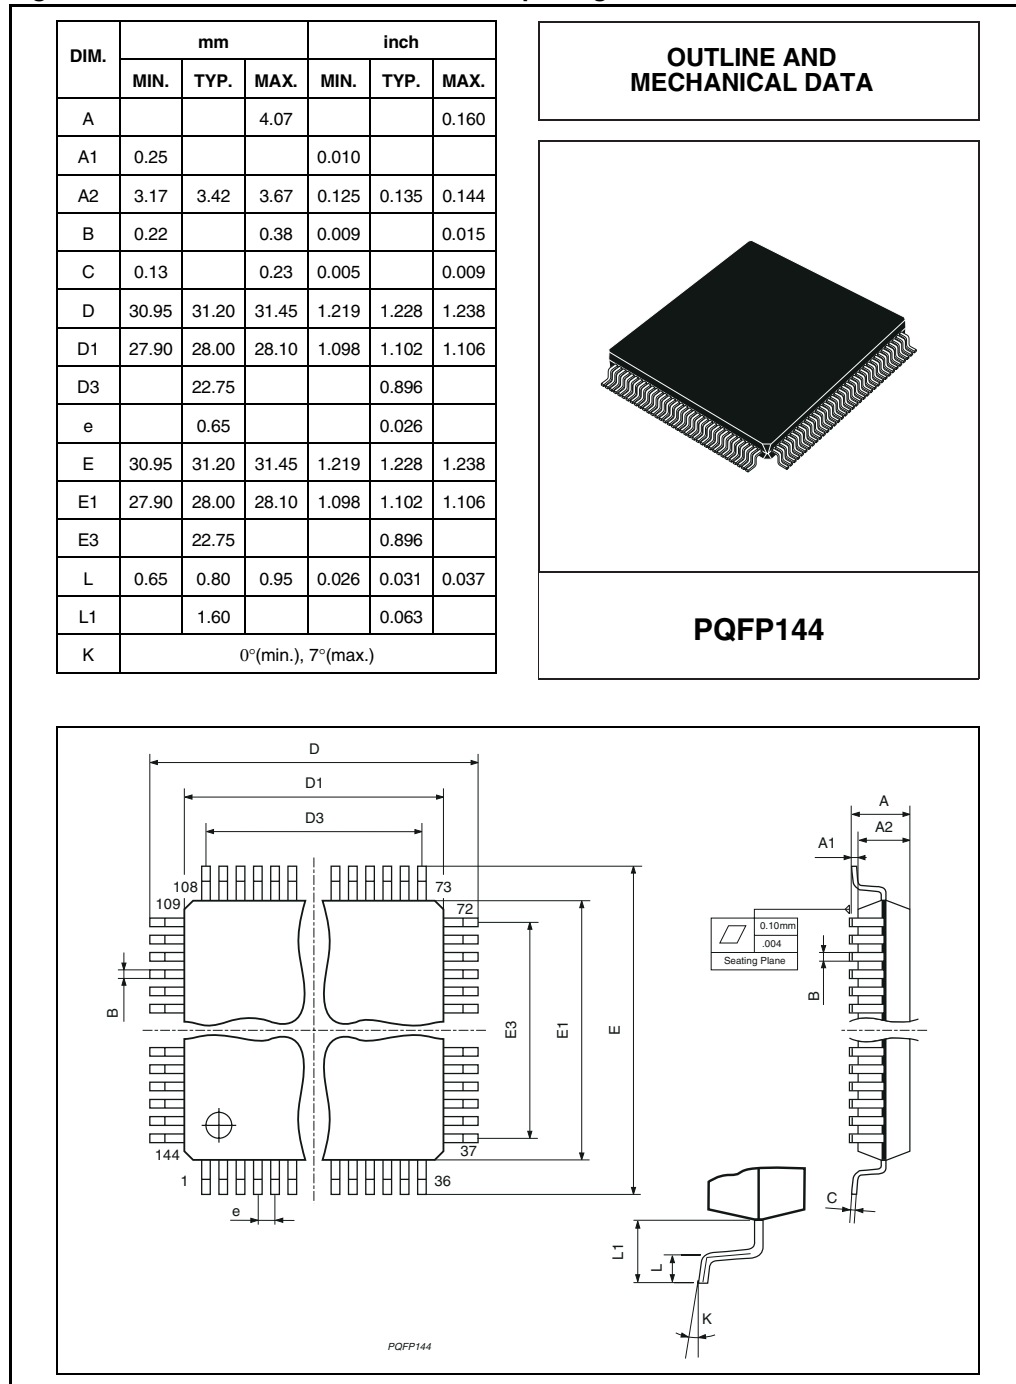 DIM. mm inch
MIN. TYP. MAX. MIN. TYP. MAX.
A 4.07 0.160
A1 0.25 0.010
A2 3.17 3.42 3.67 0.125 0.135 0.144
B 0.22 0.38 0.009 0.015
C 0.13 0.23 0.005 0.009
D 30.95 31.20 31.45 1.219 1.228 1.238
D1 27.90 28.00 28.10 1.098 1.102 1.106
D3 22.75 0.896
e 0.65 0.026
E 30.95 31.20 31.45 1.219 1.228 1.238
E1 27.90 28.00 28.10 1.098 1.102 1.106
E3 22.75 0.896
L 0.65 0.80 0.95 0.026 0.031 0.037
L1 1.60 0.063
K 0°(min.), 7°(max.)
OUTLINE AND
MECHANICAL DATA
PQFP144
D
D1
D3
108
73
109
72
B
E3
E1
E
144
37
1
36
e
A
A2
A1
0.10mm
.004
Seating Plane
B
C
L1
L
K
PQFP144